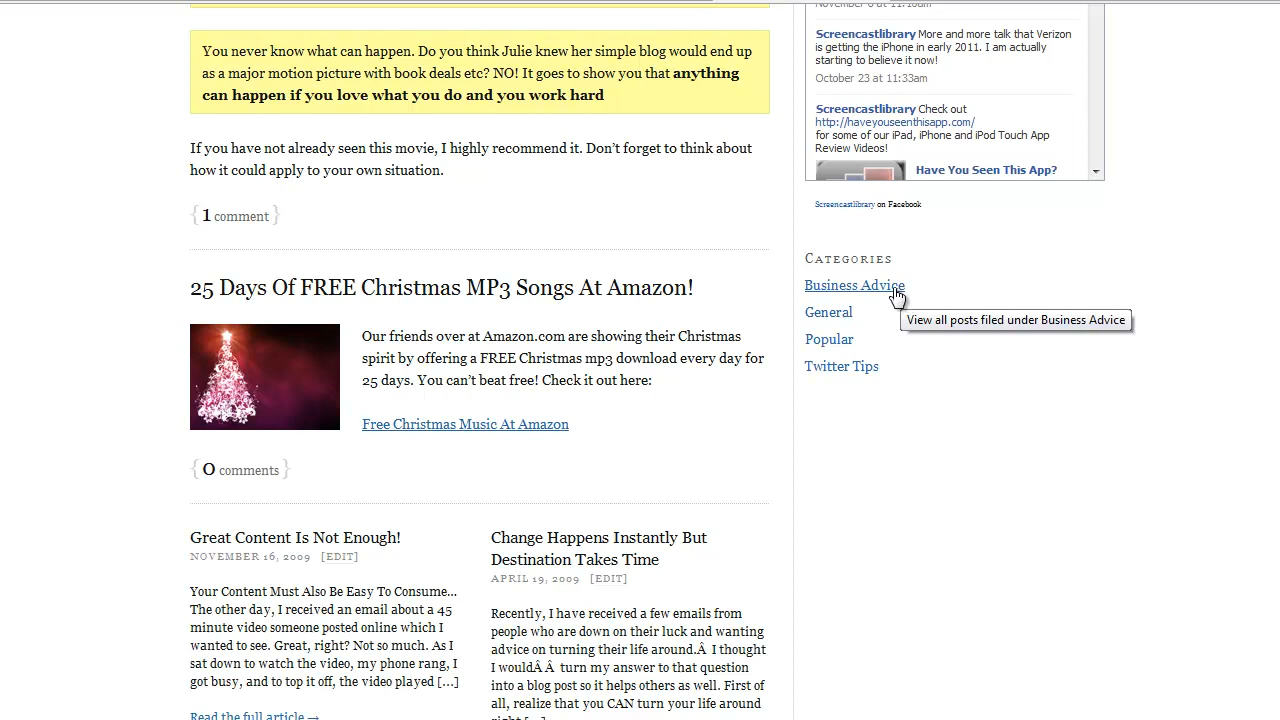 You never know what can happen. Do you think Julie knew her simple blog would end up
as a major motion picture with book deals etc? NO! It goes to show you that anything
can happen if you love what you do and you work hard
If you have not already seen this movie, I highly recommend it. Don't forget to think about
how it could apply to your own situation.
{ 1 comment }
25 Days Of FREE Christmas MP3 Songs At Amazon!
Our friends over at Amazon.com are showing their Christmas
spirit by offering a FREE Christmas mp3 download every day for
25 days. You can't beat free! Check it out here:
Free Christmas Music At Amazon
{ 0 comments }
Great Content Is Not Enough!
NOVEMBER 16, 2009 [EDIT]
Your Content Must Also Be Easy To Consume...
The other day, I received an email about a 45
minute video someone posted online which I
wanted to see. Great, right? Not so much. As I
sat down to watch the video, my phone rang, I
got busy, and to top it off, the video played [...]
Read the full article →
Change Happens Instantly But
Destination Takes Time
APRIL 19, 2009 [EDIT]
Recently, I have received a few emails from
people who are down on their luck and wanting
advice on turning their life around.Â I thought
I wouldÂ Â turn my answer to that question
into a blog post so it helps others as well. First of
all, realize that you CAN turn your life around
right [...]
Screencastlibrary More and more talk that Verizon
is getting the iPhone in early 2011. I am actually
starting to believe it now!
October 23 at 11:33am
Screencastlibrary Check out
http://haveyouseenthisapp.com/
for some of our iPad, iPhone and iPod Touch App
Review Videos!
Have You Seen This App?
Screencastlibrary on Facebook
CATEGORIES
Business Advice
General
View all posts filed under Business Advice
Popular
Twitter Tips